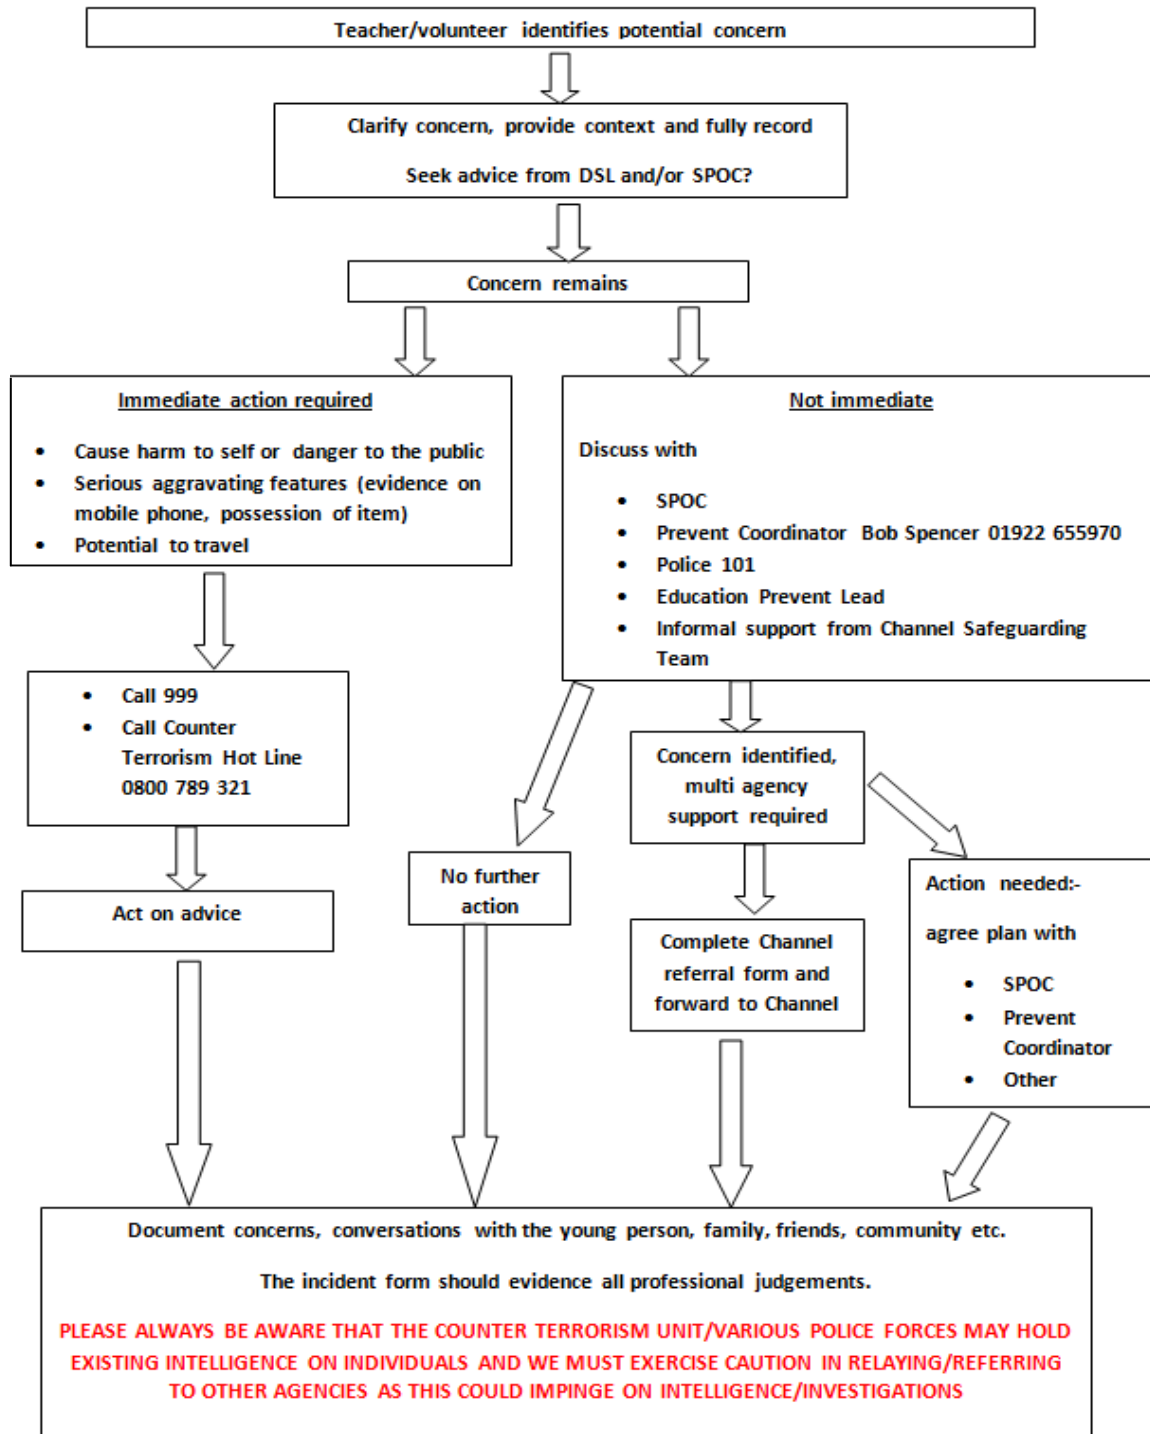 Teacher/volunteer identifies potential concern
Clarify concern, provide context and fully record
Seek advice from DSL and/or SPOC?
Concern remains
Immediate action required
• Cause harm to self or danger to the public
• Serious aggravating features (evidence on
mobile phone, possession of item)
• Potential to travel
Not immediate
Discuss with
• SPOC
• Prevent Coordinator Bob Spencer 01922 655970
• Police 101
• Education Prevent Lead
• Informal support from Channel Safeguarding
Team
• Call 999
• Call Counter
Terrorism Hot Line
0800 789 321
Concern identified,
multi agency
support required
Act on advice
No further
action
Complete Channel
referral form and
forward to Channel
Action needed:-
agree plan with
• SPOC
• Prevent
Coordinator
• Other
Document concerns, conversations with the young person, family, friends, community etc.
The incident form should evidence all professional judgements.
PLEASE ALWAYS BE AWARE THAT THE COUNTER TERRORISM UNIT/VARIOUS POLICE FORCES MAY HOLD
EXISTING INTELLIGENCE ON INDIVIDUALS AND WE MUST EXERCISE CAUTION IN RELAYING/REFERRING
TO OTHER AGENCIES AS THIS COULD IMPINGE ON INTELLIGENCE/INVESTIGATIONS